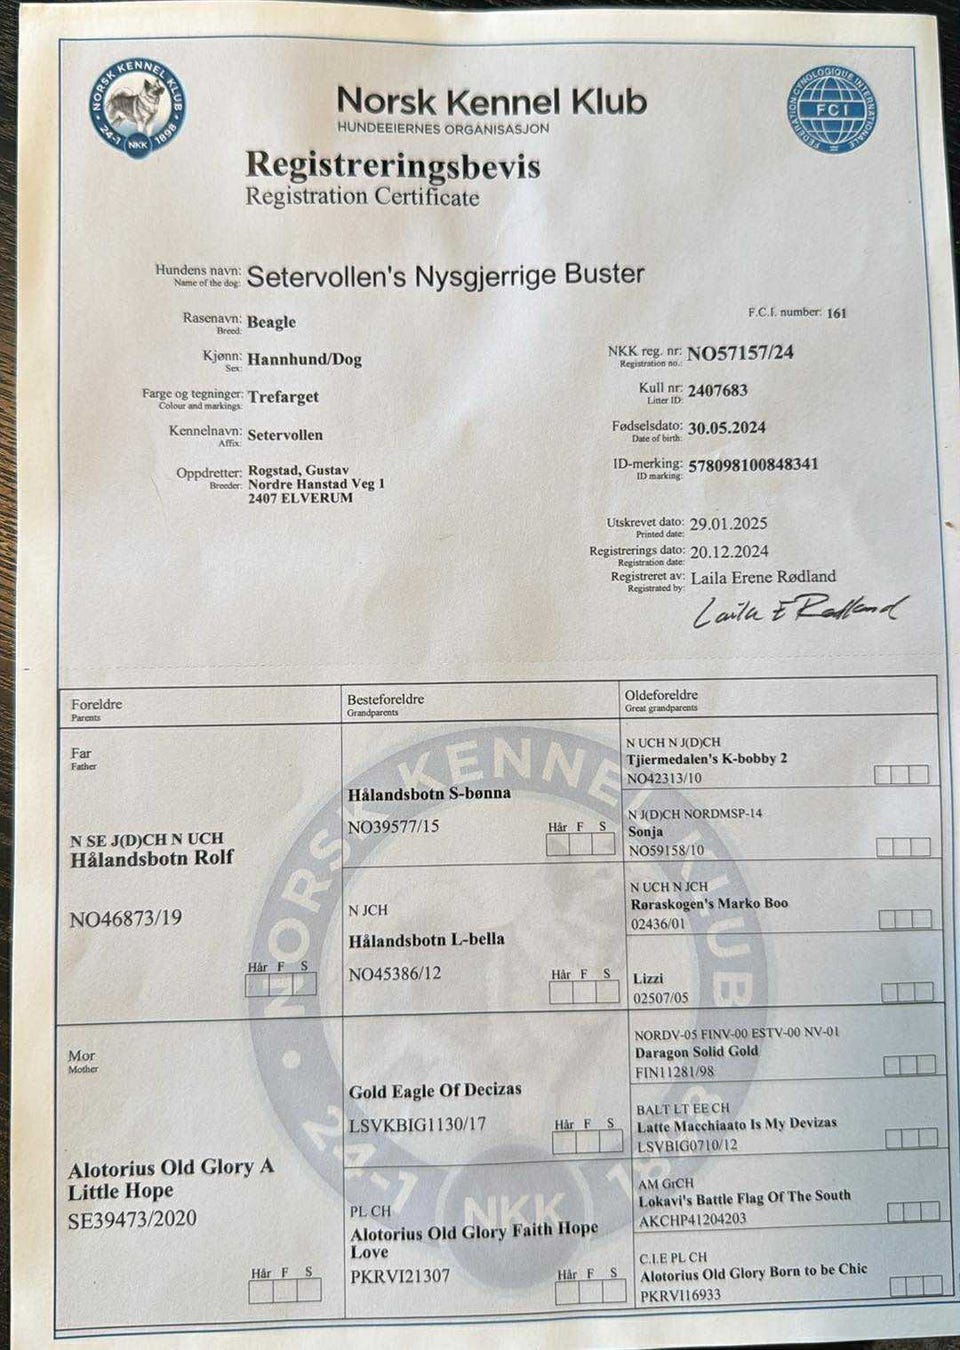 NORSK KENNEL KLUB
24-1 1898
NKK
Norsk Kennel Klub
HUNDEEIERNES ORGANISASJON
FEDERATION CYNOLOGIQUE INTERNATIONALE
FCI
Registreringsbevis
Registration Certificate
Hundens navn: Setervollen's Nysgjerrige Buster
Name of the dog:
F.C.I. number: 161
Rasenavn: Beagle
Breed:
Kjønn: Hannhund/Dog
Sex:
Farge og tegninger: Trefarget
Colour and markings:
Kennelnavn: Setervollen
Affix:
Oppdretter: Rogstad, Gustav
Breeder: Nordre Hanstad Veg 1
2407 ELVERUM
NKK reg. nr: NO57157/24
Registration no.:
Kull nr: 2407683
Litter ID:
Fødselsdato: 30.05.2024
Date of birth:
ID-merking: 578098100848341
ID marking:
Utskrevet dato: 29.01.2025
Printed date:
Registrerings dato: 20.12.2024
Registration date:
Registreret av: Laila Erene Rødland
Registrated by:
Laila E Rødland
Foreldre
Parents
Besteforeldre
Grandparents
Oldeforeldre
Great grandparents
Far
Father
N SE J(D)CH N UCH
Hålandsbotn Rolf
NO46873/19
Hår F S
Hålandsbotn S-bønna
NO39577/15
Hår F S
N JCH
Hålandsbotn L-bella
NO45386/12
Hår F S
N UCH N J(D)CH
Tjiermedalen's K-bobby 2
NO42313/10
N J(D)CH NORDMSP-14
Sonja
NO59158/10
N UCH N JCH
Røraskogen's Marko Boo
02436/01
Lizzi
02507/05
Mor
Mother
Alotorius Old Glory A
Little Hope
SE39473/2020
Hår F S
Gold Eagle Of Decizas
LSVKBIG1130/17
Hår F S
PL CH
Alotorius Old Glory Faith Hope
Love
PKRVI21307
Hår F S
NORDV-05 FINV-00 ESTV-00 NV-01
Daragon Solid Gold
FIN11281/98
BALT LT EE CH
Latte Macchiaato Is My Devizas
LSVBIG0710/12
AM GrCH
Lokavi's Battle Flag Of The South
AKCHP41204203
C.I.E PL CH
Alotorius Old Glory Born to be Chic
PKRVI16933
NORSK KENNEL KLUB
24-1 1898
NKK